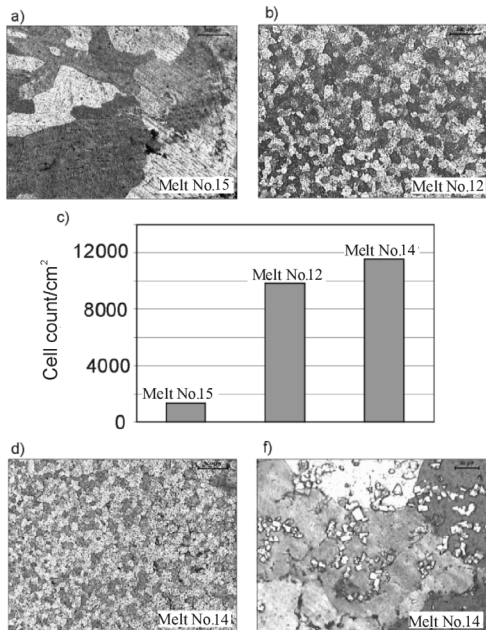 a)
b)
Melt No.15
Melt No.12
c)
Cell count/cm²
12000
8000
4000
0
Melt No.15
Melt No.12
Melt No.14
d)
f)
Melt No.14
Melt No.14